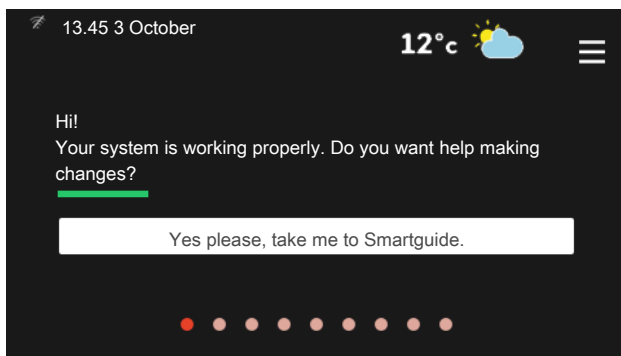 13.45 3 October
12°c
Hi!
Your system is working properly. Do you want help making
changes?
Yes please, take me to Smartguide.